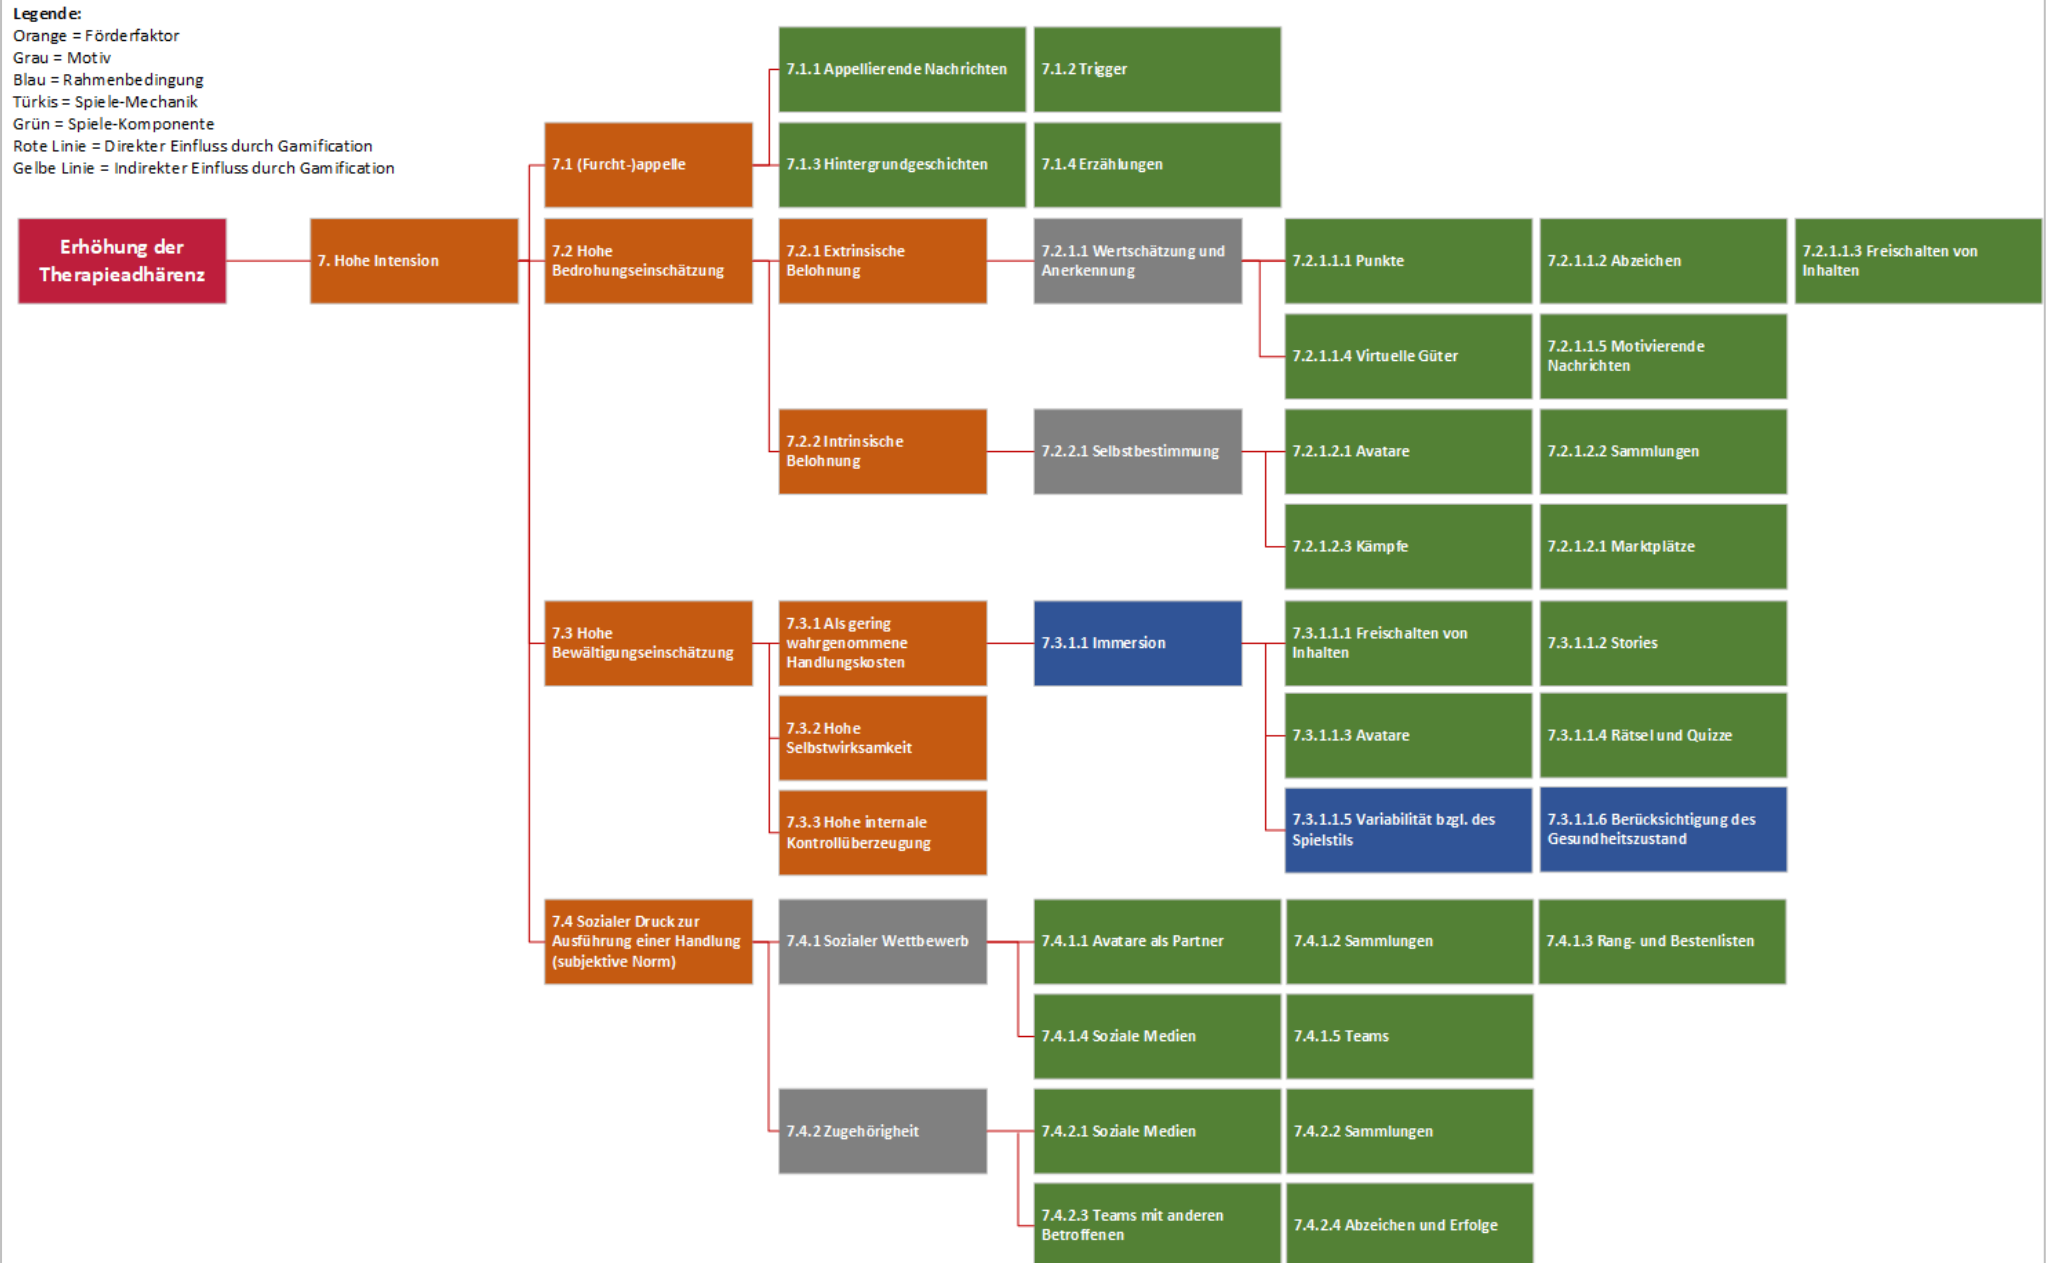 Legende:
Orange = Förderfaktor
Grau = Motiv
Blau = Rahmenbedingung
Türkis = Spiele-Mechanik
Grün = Spiele-Komponente
Rote Linie = Direkter Einfluss durch Gamification
Gelbe Linie = Indirekter Einfluss durch Gamification
7.1.1 Appellierende Nachrichten
7.1.2 Trigger
7.1 (Furcht-)appelle
7.1.3 Hintergrundgeschichten
7.1.4 Erzählungen
Erhöhung der
Therapieadhärenz
7. Hohe Intension
7.2 Hohe
Bedrohungseinschätzung
7.2.1 Extrinsische
Belohnung
7.2.1.1 Wertschätzung und
Anerkennung
7.2.1.1.1 Punkte
7.2.1.1.2 Abzeichen
7.2.1.1.3 Freischalten von
Inhalten
7.2.1.1.4 Virtuelle Güter
7.2.1.1.5 Motivierende
Nachrichten
7.2.2 Intrinsische
Belohnung
7.2.2.1 Selbstbestimmung
7.2.1.2.1 Avatare
7.2.1.2.2 Sammlungen
7.2.1.2.3 Kämpfe
7.2.1.2.1 Marktplätze
7.3 Hohe
Bewältigungseinschätzung
7.3.1 Als gering
wahrgenommene
Handlungskosten
7.3.1.1 Immersion
7.3.1.1.1 Freischalten von
Inhalten
7.3.1.1.2 Stories
7.3.2 Hohe
Selbstwirksamkeit
7.3.1.1.3 Avatare
7.3.1.1.4 Rätsel und Quizze
7.3.3 Hohe internale
Kontrollüberzeugung
7.3.1.1.5 Variabilität bzgl. des
Spielstils
7.3.1.1.6 Berücksichtigung des
Gesundheitszustand
7.4 Sozialer Druck zur
Ausführung einer Handlung
(subjektive Norm)
7.4.1 Sozialer Wettbewerb
7.4.1.1 Avatare als Partner
7.4.1.2 Sammlungen
7.4.1.3 Rang- und Bestenlisten
7.4.1.4 Soziale Medien
7.4.1.5 Teams
7.4.2 Zugehörigheit
7.4.2.1 Soziale Medien
7.4.2.2 Sammlungen
7.4.2.3 Teams mit anderen
Betroffenen
7.4.2.4 Abzeichen und Erfolge